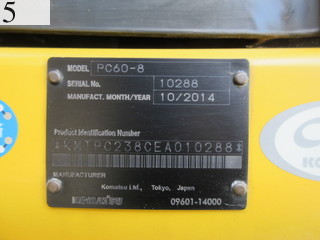 5
MODEL PC60-8
SERIAL No. 10288
MANUFACT. MONTH/YEAR 10/2014
Product Identification Number
*KMTPC238CEA010288*
MANUFACTURER
Komatsu Ltd., Tokyo, Japan
KOMATSU 09601-14000
KO